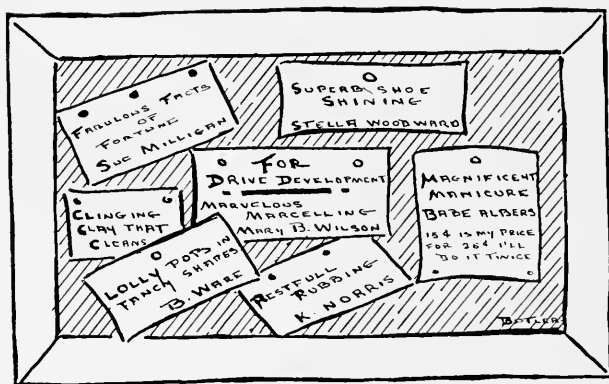 FABULOUS FACTS
OF
FORTUNE
SUE MILLIGAN
SUPERB SHOE
SHINING
STELLA WOODWARD
FOR
DRIVE DEVELOPMENT
MARVELOUS
MARCELLING
MARY B. WILSON
MAGNIFICENT
MANICURE
BABE ALBERS
15¢ IS MY PRICE
FOR 25¢ I'LL
DO IT TWICE
CLINGING
CLAY THAT
CLEANS
LOLLY POPS IN
FANCY SHAPES
B. WARE
RESTFULL
RUBBING
K. NORRIS
BUTLER